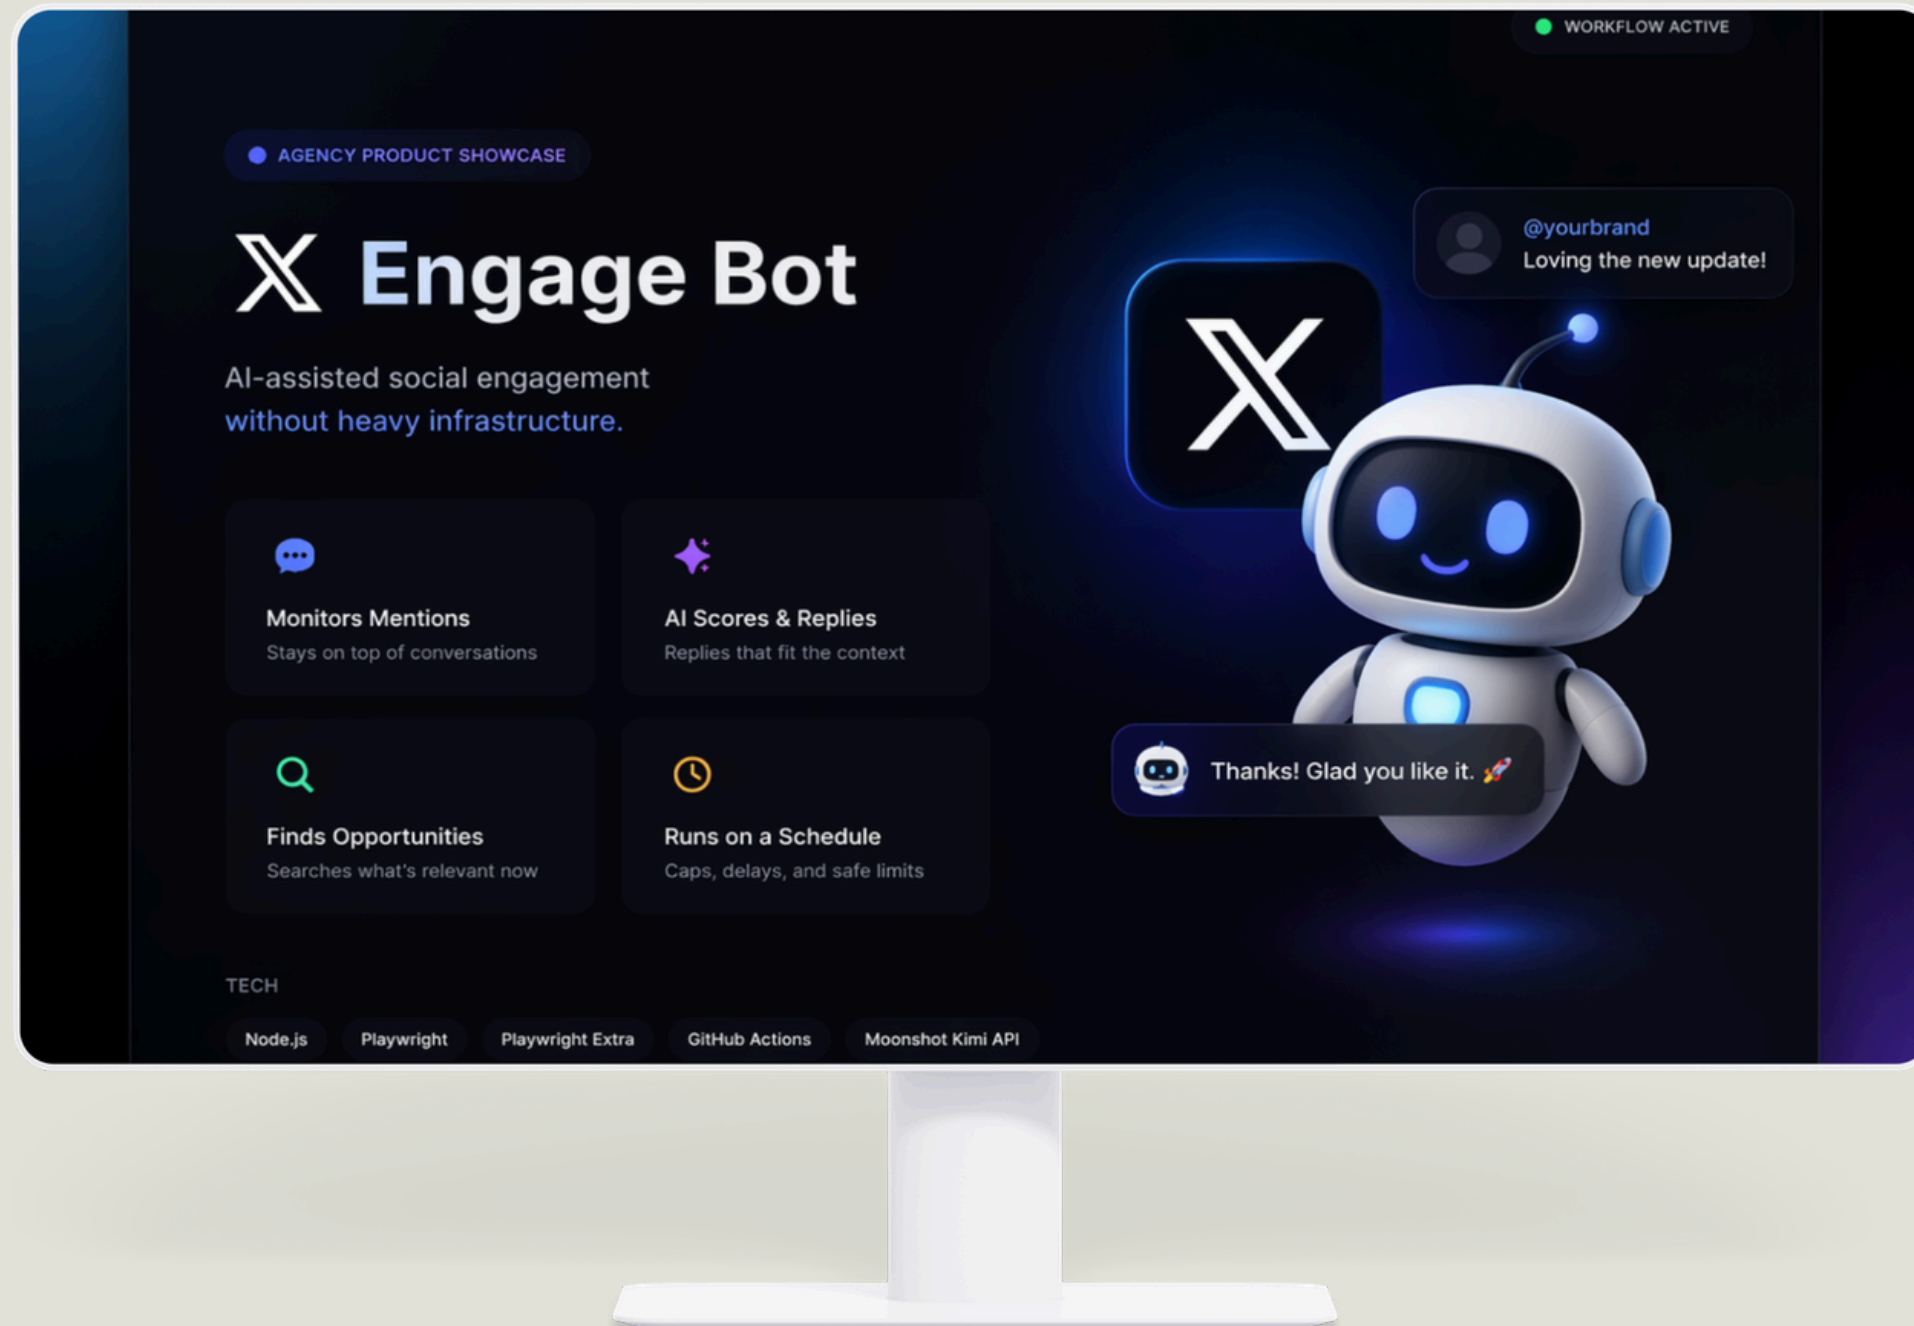 WORKFLOW ACTIVE
AGENCY PRODUCT SHOWCASE
X Engage Bot
AI-assisted social engagement
without heavy infrastructure.
@yourbrand
Loving the new update!
X
Monitors Mentions
Stays on top of conversations
AI Scores & Replies
Replies that fit the context
Finds Opportunities
Searches what's relevant now
Runs on a Schedule
Caps, delays, and safe limits
Thanks! Glad you like it. 🚀
TECH
Node.js
Playwright
Playwright Extra
GitHub Actions
Moonshot Kimi API